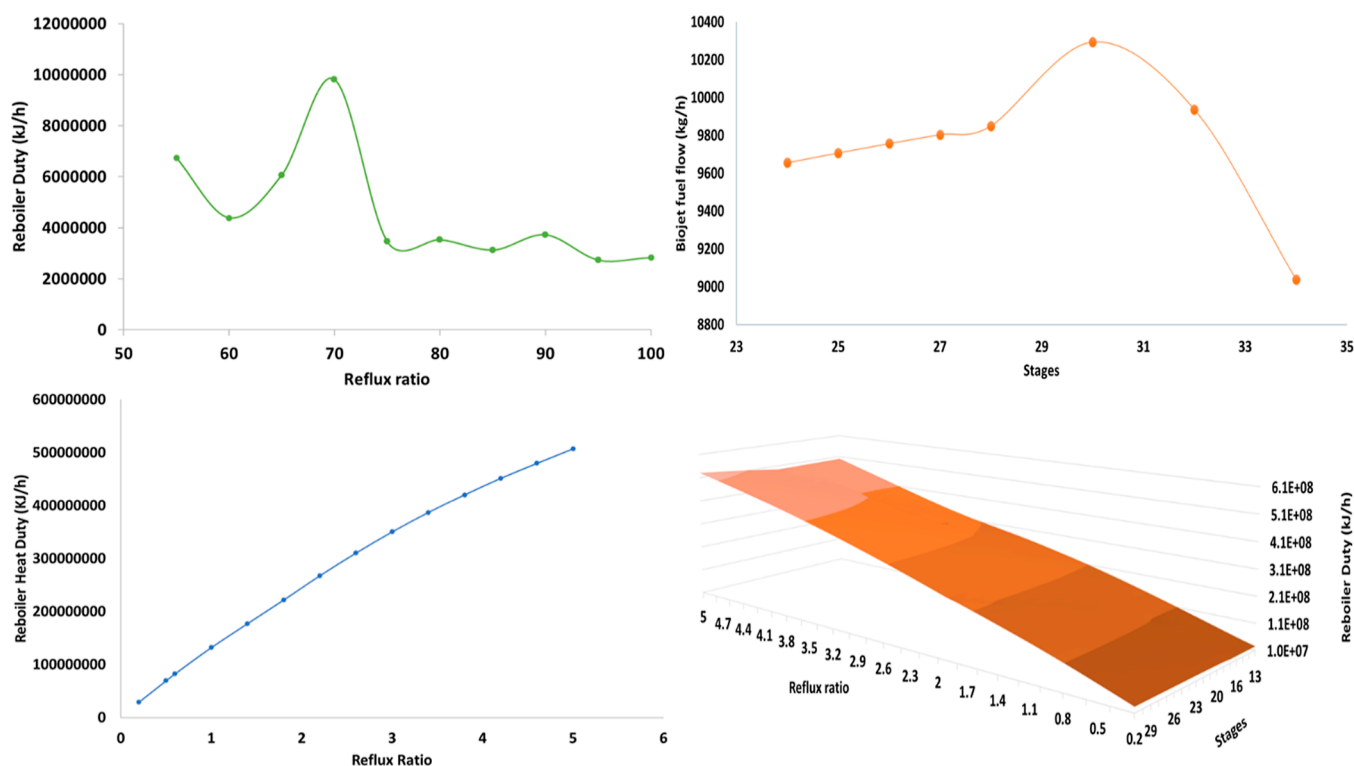 12000000
10000000
8000000
6000000
4000000
2000000
0
Reboiler Duty (kJ/h)
50 60 70 80 90 100
Reflux ratio
10400
10200
10000
9800
9600
9400
9200
9000
8800
Biojet fuel flow (kg/h)
23 25 27 29 31 33 35
Stages
600000000
500000000
400000000
300000000
200000000
100000000
0
Reboiler Heat Duty (KJ/h)
0 1 2 3 4 5 6
Reflux Ratio
6.1E+08
5.1E+08
4.1E+08
3.1E+08
2.1E+08
1.1E+08
1.0E+07
Reboiler Duty (kJ/h)
5 4.7 4.4 4.1 3.8 3.5 3.2 2.9 2.6 2.3 2 1.7 1.4 1.1 0.8 0.5 0.2
Reflux ratio
29 26 23 20 16 13
Stages